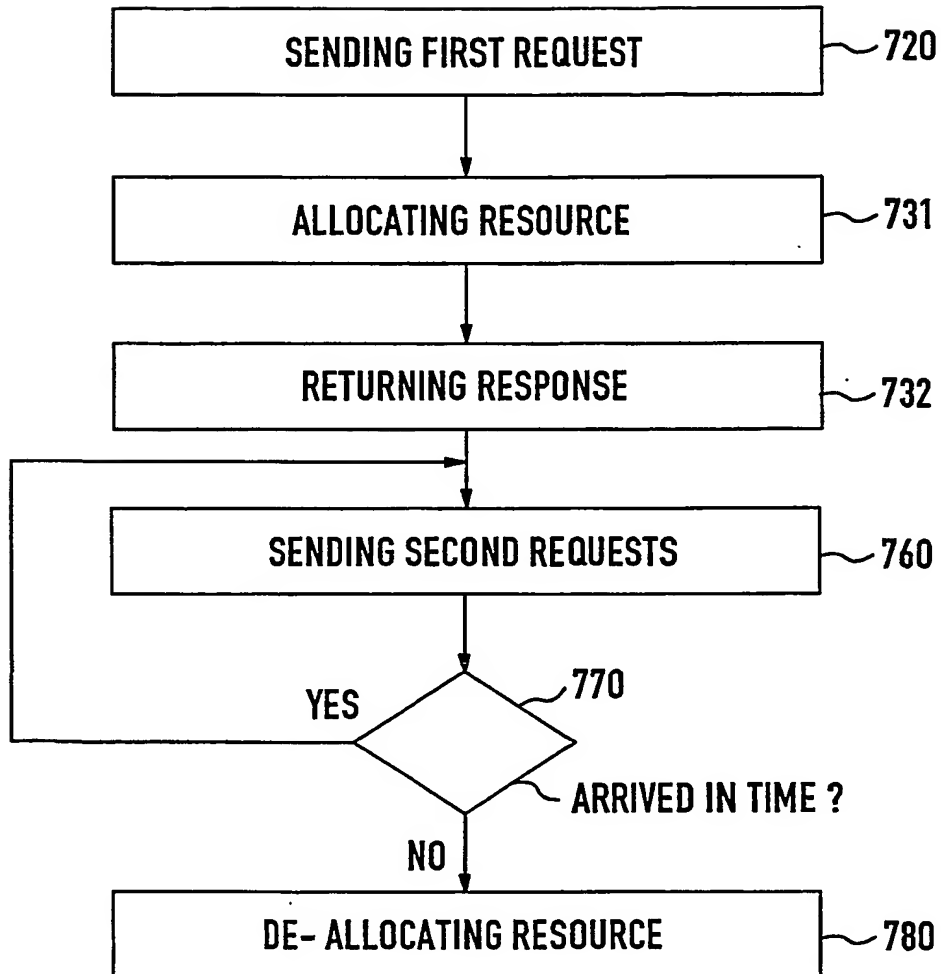 SENDING FIRST REQUEST
720
ALLOCATING RESOURCE
731
RETURNING RESPONSE
732
SENDING SECOND REQUESTS
760
770
YES
ARRIVED IN TIME ?
NO
DE- ALLOCATING RESOURCE
780